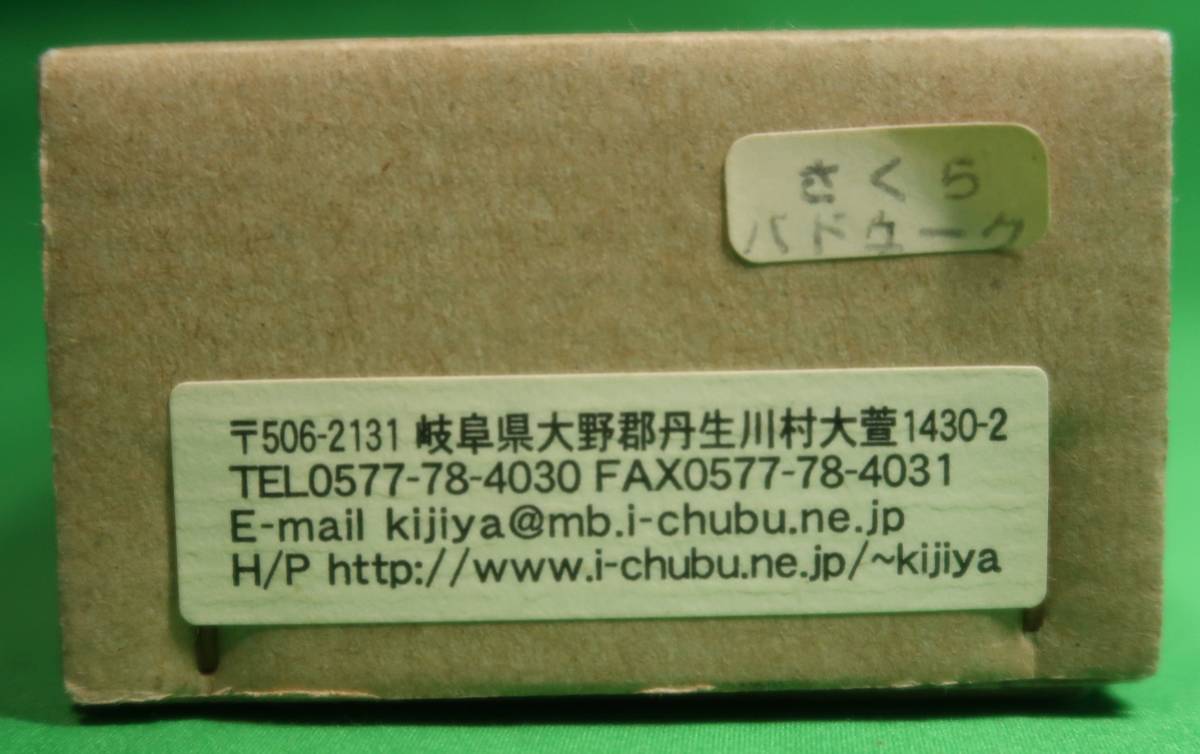 さくら
パドューク
〒506-2131 岐阜県大野郡丹生川村大萱1430-2
TEL0577-78-4030 FAX0577-78-4031
E-mail kijiya@mb.i-chubu.ne.jp
H/P http://www.i-chubu.ne.jp/~kijiya